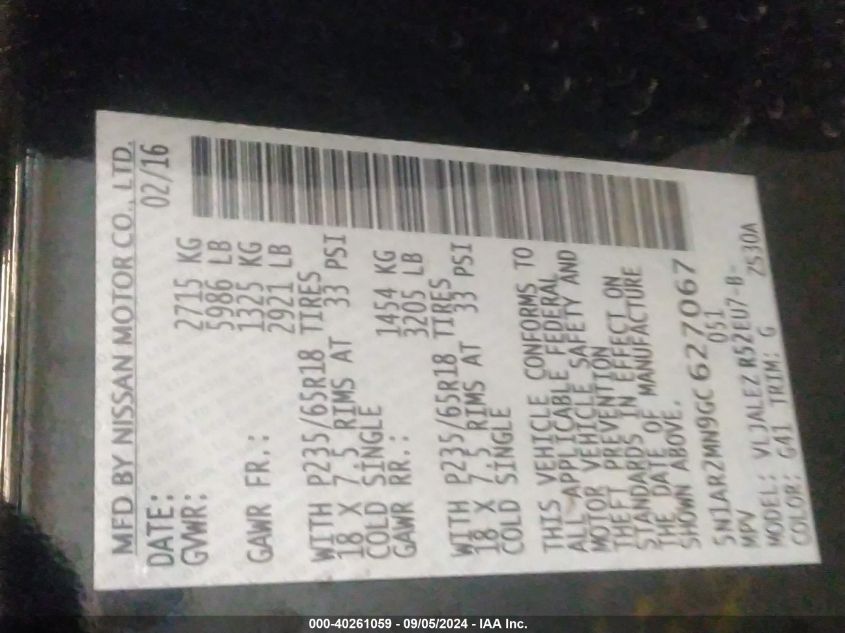 MFD BY NISSAN MOTOR CO., LTD.
DATE: 02/16
GVWR: 2715 KG
5986 LB
GAWR FR.: 1325 KG
2921 LB
WITH P235/65R18 TIRES
18 X 7.5 RIMS AT 33 PSI
COLD SINGLE
GAWR RR.: 1454 KG
3205 LB
WITH P235/65R18 TIRES
18 X 7.5 RIMS AT 33 PSI
COLD SINGLE
THIS VEHICLE CONFORMS TO
ALL APPLICABLE FEDERAL
MOTOR VEHICLE SAFETY AND
THEFT PREVENTION
STANDARDS IN EFFECT ON
THE DATE OF MANUFACTURE
SHOWN ABOVE.
5N1AR2MN9GC627067
MPV 051
MODEL: VLJALEZ R52EU7-B-
COLOR: G41 TRIM: G ZS30A
000-40261059 - 09/05/2024 - IAA Inc.